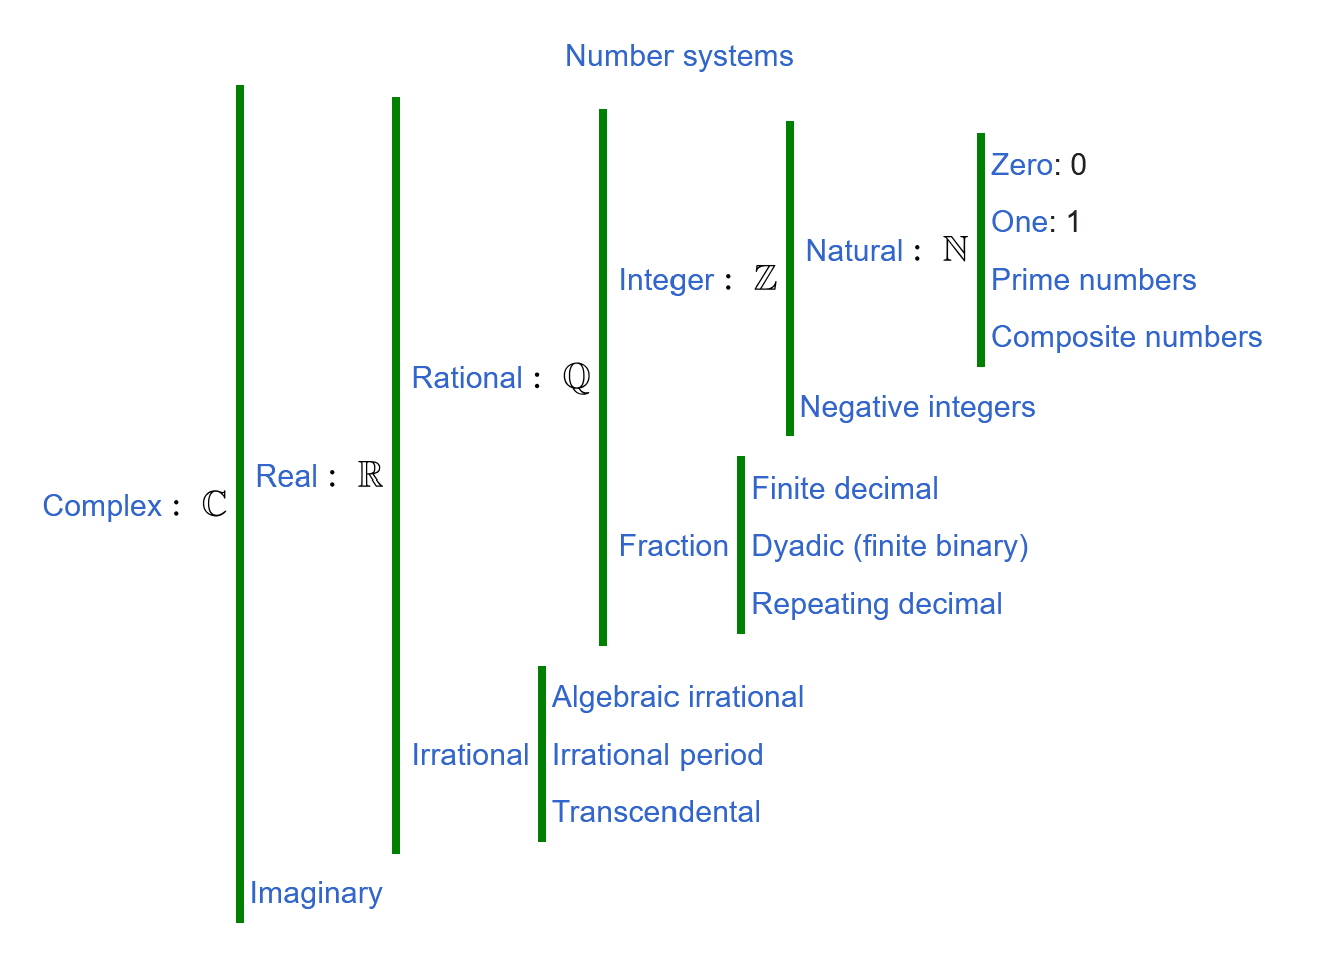 Number systems
Zero: 0
One: 1
Natural : ℕ
Integer : ℤ
Prime numbers
Composite numbers
Rational : ℚ
Negative integers
Real : ℝ
Finite decimal
Complex : ℂ
Fraction
Dyadic (finite binary)
Repeating decimal
Algebraic irrational
Irrational
Irrational period
Transcendental
Imaginary